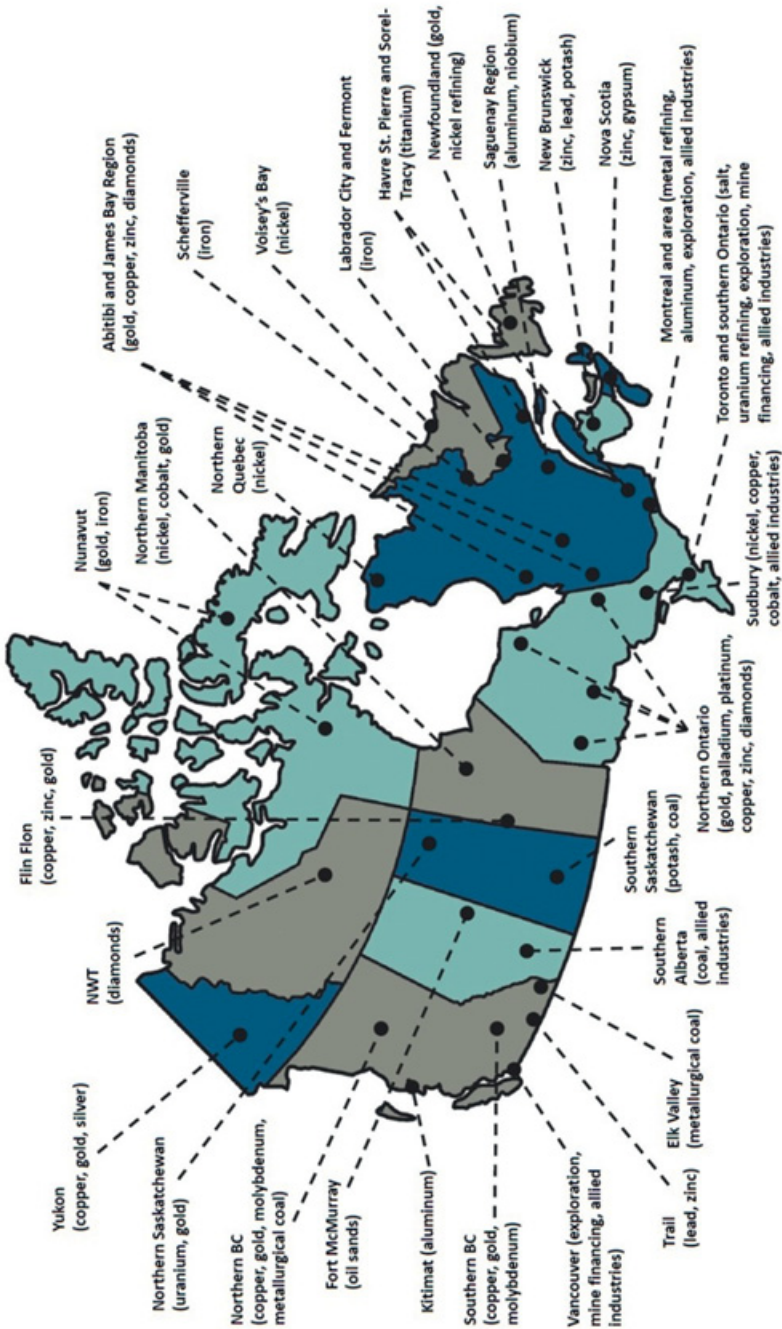 Yukon
(copper, gold, silver)
NWT
(diamonds)
Flin Flon
(copper, zinc, gold)
Nunavut
(gold, iron)
Northern Manitoba
(nickel, cobalt, gold)
Northern
Quebec
(nickel)
Abitibi and James Bay Region
(gold, copper, zinc, diamonds)
Schefferville
(iron)
Voisey's Bay
(nickel)
Labrador City and Fermont
(iron)
Havre St. Pierre and Sorel-
Tracy (titanium)
Newfoundland (gold,
nickel refining)
Saguenay Region
(aluminum, niobium)
New Brunswick
(zinc, lead, potash)
Nova Scotia
(zinc, gypsum)
Montreal and area (metal refining,
aluminum, exploration, allied industries)
Toronto and southern Ontario (salt,
uranium refining, exploration, mine
financing, allied industries)
Sudbury (nickel, copper,
cobalt, allied industries)
Northern Ontario
(gold, palladium, platinum,
copper, zinc, diamonds)
Southern
Saskatchewan
(potash, coal)
Southern
Alberta
(coal, allied
industries)
Elk Valley
(metallurgical coal)
Trail
(lead, zinc)
Vancouver (exploration,
mine financing, allied
industries)
Southern BC
(copper, gold,
molybdenum)
Kitimat (aluminum)
Fort McMurray
(oil sands)
Northern BC
(copper, gold, molybdenum,
metallurgical coal)
Northern Saskatchewan
(uranium, gold)